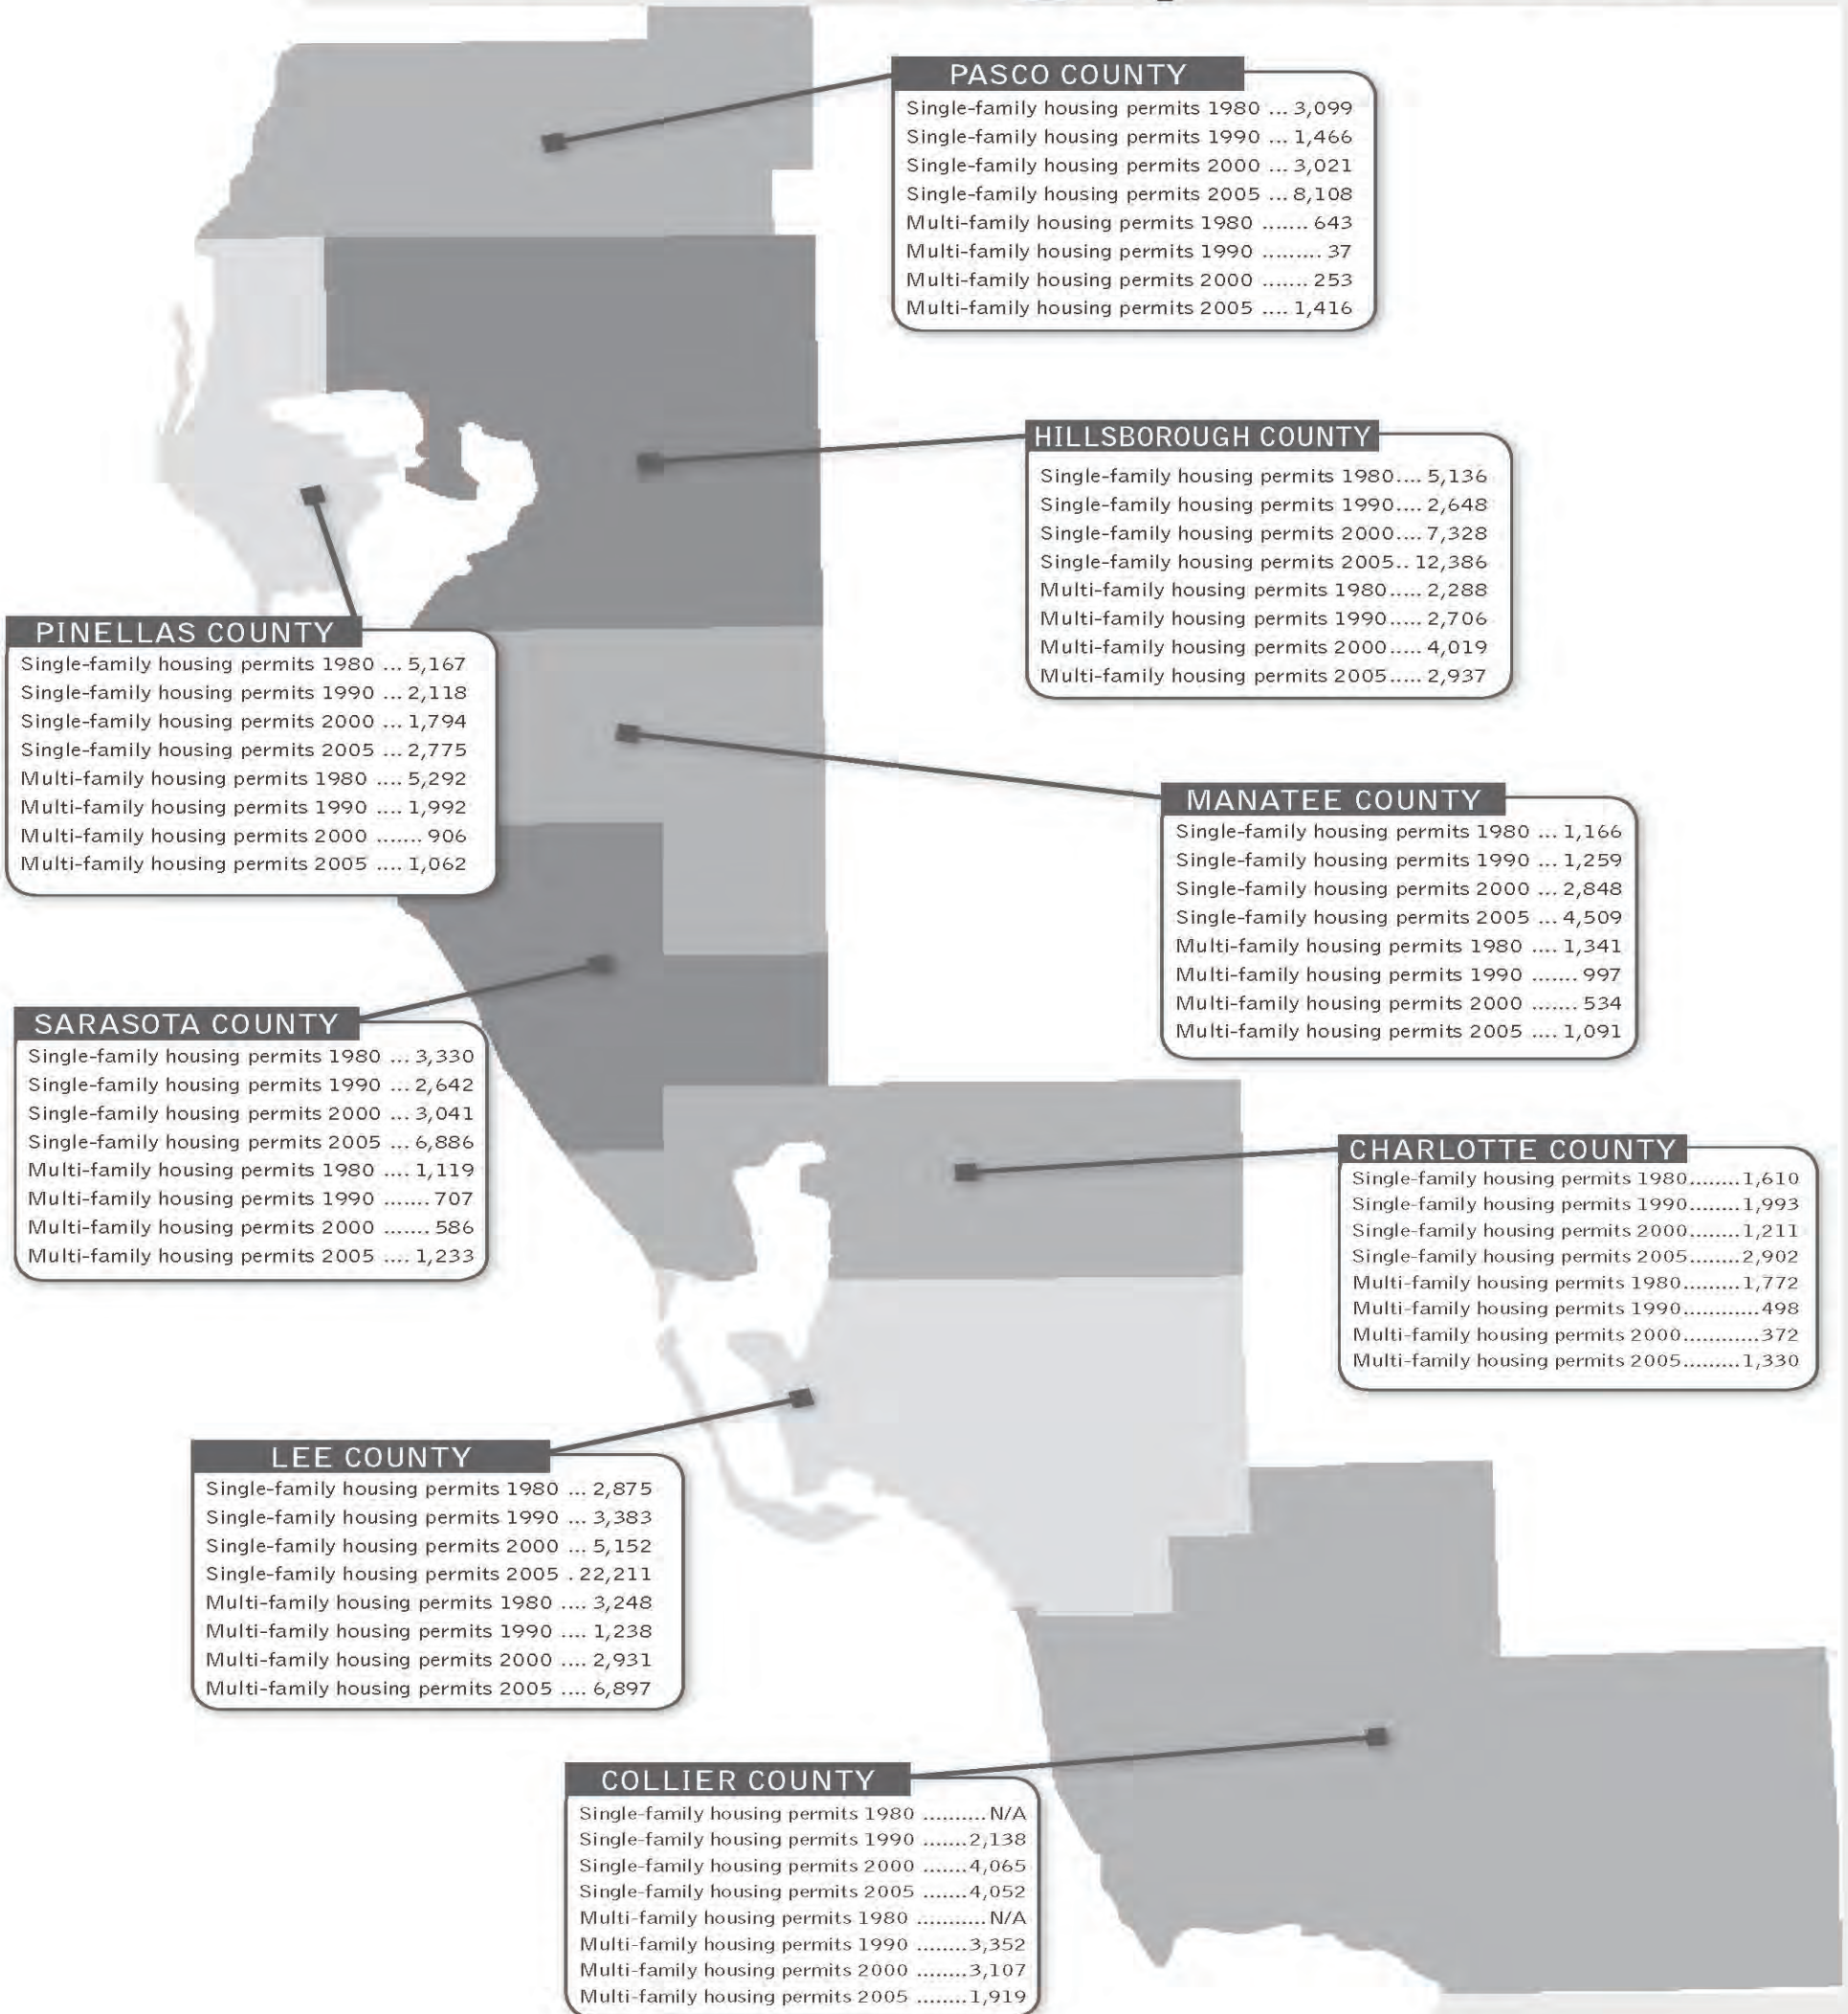 PASCO COUNTY
Single-family housing permits 1980 ... 3,099
Single-family housing permits 1990 ... 1,466
Single-family housing permits 2000 ... 3,021
Single-family housing permits 2005 ... 8,108
Multi-family housing permits 1980 ....... 643
Multi-family housing permits 1990 ......... 37
Multi-family housing permits 2000 ....... 253
Multi-family housing permits 2005 .... 1,416
HILLSBOROUGH COUNTY
Single-family housing permits 1980.... 5,136
Single-family housing permits 1990.... 2,648
Single-family housing permits 2000.... 7,328
Single-family housing permits 2005.. 12,386
Multi-family housing permits 1980..... 2,288
Multi-family housing permits 1990..... 2,706
Multi-family housing permits 2000..... 4,019
Multi-family housing permits 2005..... 2,937
PINELLAS COUNTY
Single-family housing permits 1980 ... 5,167
Single-family housing permits 1990 ... 2,118
Single-family housing permits 2000 ... 1,794
Single-family housing permits 2005 ... 2,775
Multi-family housing permits 1980 .... 5,292
Multi-family housing permits 1990 .... 1,992
Multi-family housing permits 2000 ....... 906
Multi-family housing permits 2005 .... 1,062
MANATEE COUNTY
Single-family housing permits 1980 ... 1,166
Single-family housing permits 1990 ... 1,259
Single-family housing permits 2000 ... 2,848
Single-family housing permits 2005 ... 4,509
Multi-family housing permits 1980 .... 1,341
Multi-family housing permits 1990 ....... 997
Multi-family housing permits 2000 ....... 534
Multi-family housing permits 2005 .... 1,091
SARASOTA COUNTY
Single-family housing permits 1980 ... 3,330
Single-family housing permits 1990 ... 2,642
Single-family housing permits 2000 ... 3,041
Single-family housing permits 2005 ... 6,886
Multi-family housing permits 1980 .... 1,119
Multi-family housing permits 1990 ....... 707
Multi-family housing permits 2000 ....... 586
Multi-family housing permits 2005 .... 1,233
CHARLOTTE COUNTY
Single-family housing permits 1980........1,610
Single-family housing permits 1990........1,993
Single-family housing permits 2000........1,211
Single-family housing permits 2005........2,902
Multi-family housing permits 1980.........1,772
Multi-family housing permits 1990............498
Multi-family housing permits 2000............372
Multi-family housing permits 2005.........1,330
LEE COUNTY
Single-family housing permits 1980 ... 2,875
Single-family housing permits 1990 ... 3,383
Single-family housing permits 2000 ... 5,152
Single-family housing permits 2005 . 22,211
Multi-family housing permits 1980 .... 3,248
Multi-family housing permits 1990 .... 1,238
Multi-family housing permits 2000 .... 2,931
Multi-family housing permits 2005 .... 6,897
COLLIER COUNTY
Single-family housing permits 1980 ..........N/A
Single-family housing permits 1990 .......2,138
Single-family housing permits 2000 .......4,065
Single-family housing permits 2005 .......4,052
Multi-family housing permits 1980 ...........N/A
Multi-family housing permits 1990 ........3,352
Multi-family housing permits 2000 ........3,107
Multi-family housing permits 2005 ........1,919